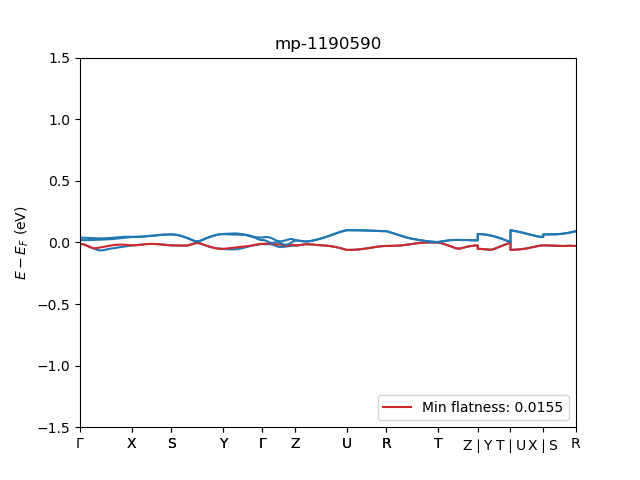 mp-1190590
E − E_F (eV)
1.5
1.0
0.5
0.0
−0.5
−1.0
−1.5
Min flatness: 0.0155
Γ X S Y Γ Z U R T Z | Y T | U X | S R